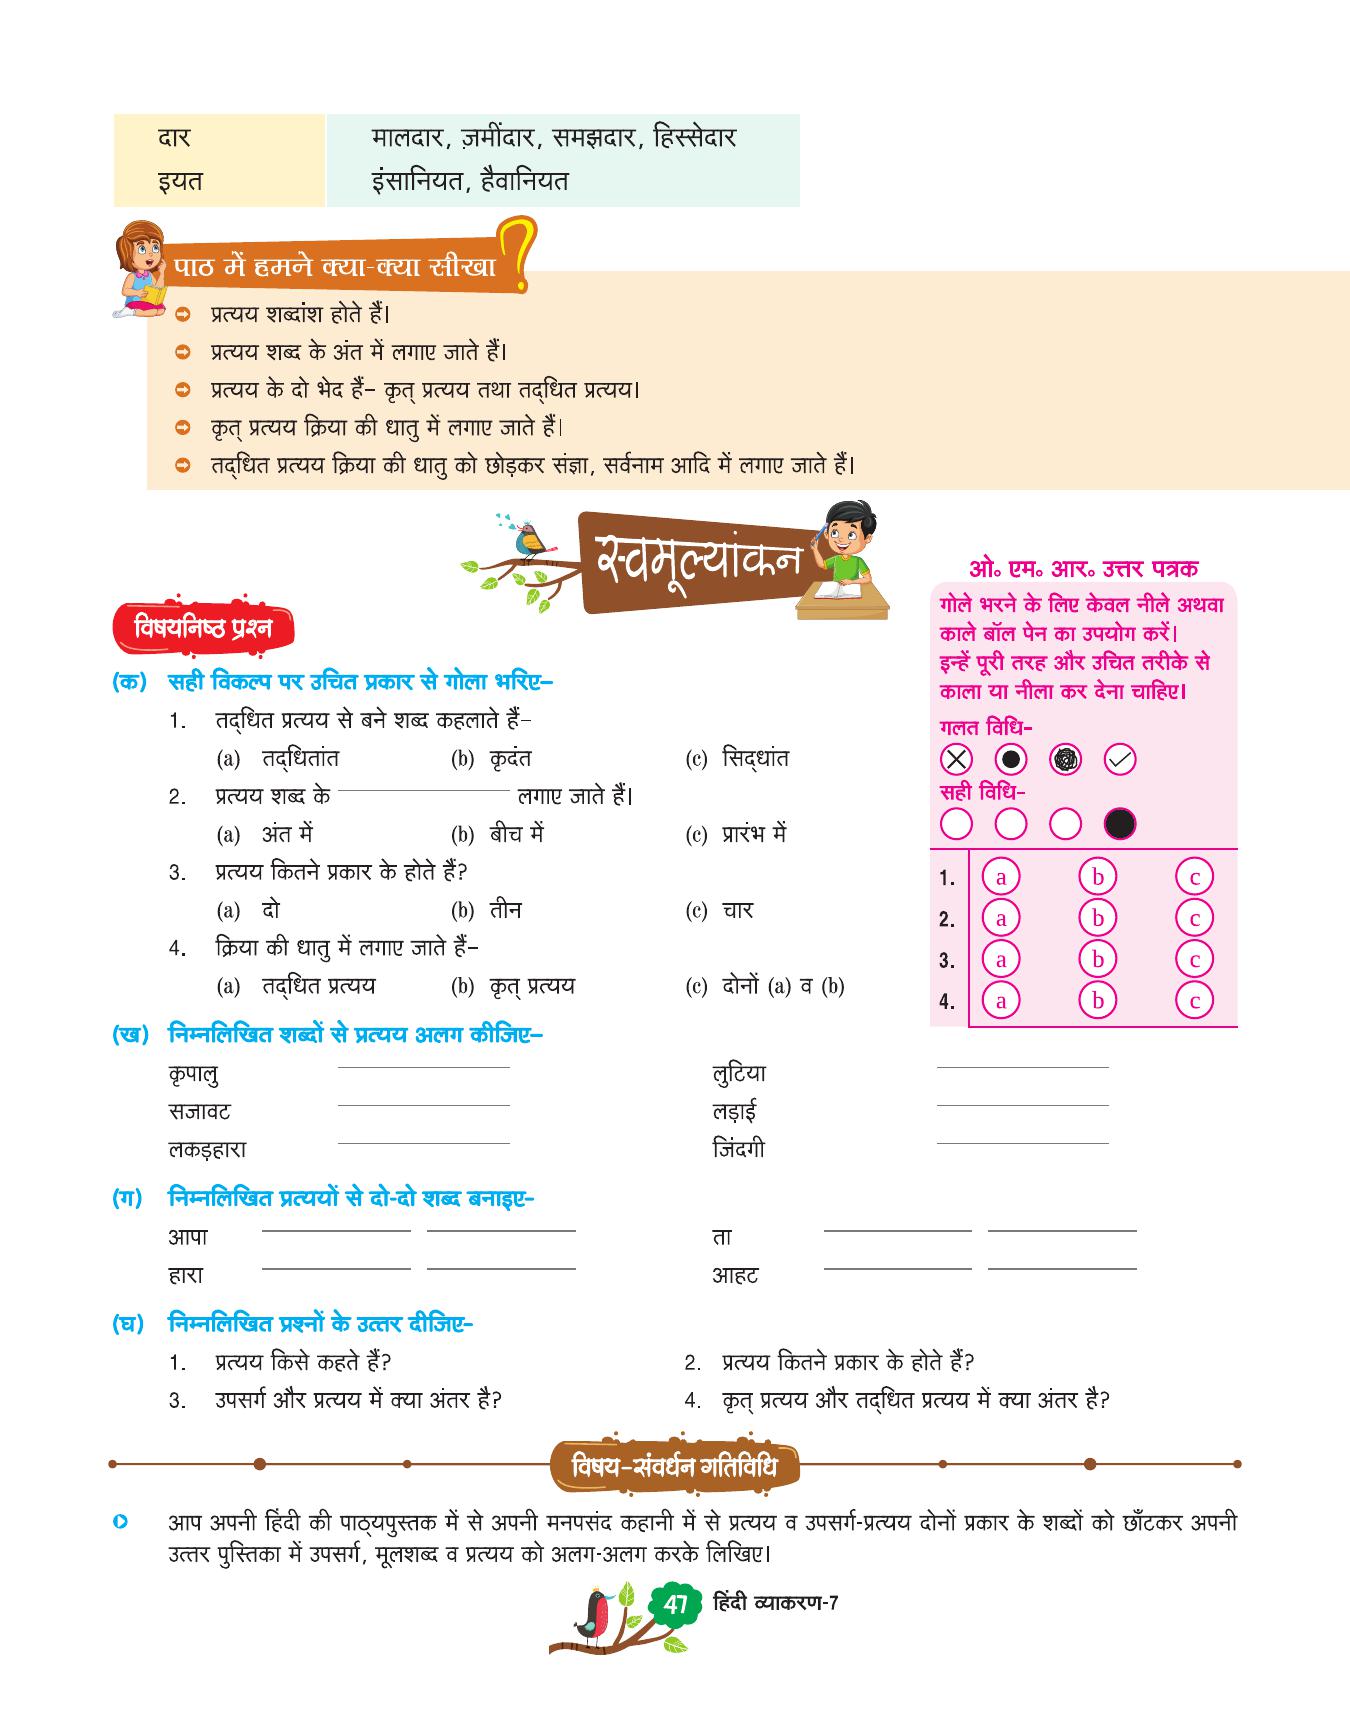 दार मालदार, ज़मींदार, समझदार, हिस्सेदार
इयत इंसानियत, हैवानियत
पाठ में हमने क्या-क्या सीखा ?
प्रत्यय शब्दांश होते हैं।
प्रत्यय शब्द के अंत में लगाए जाते हैं।
प्रत्यय के दो भेद हैं– कृत् प्रत्यय तथा तद्धित प्रत्यय।
कृत् प्रत्यय क्रिया की धातु में लगाए जाते हैं।
तद्धित प्रत्यय क्रिया की धातु को छोड़कर संज्ञा, सर्वनाम आदि में लगाए जाते हैं।
स्वमूल्यांकन
विषयनिष्ठ प्रश्न
(क) सही विकल्प पर उचित प्रकार से गोला भरिए–
1. तद्धित प्रत्यय से बने शब्द कहलाते हैं–
(a) तद्धितांत (b) कृदंत (c) सिद्धांत
2. प्रत्यय शब्द के ____________ लगाए जाते हैं।
(a) अंत में (b) बीच में (c) प्रारंभ में
3. प्रत्यय कितने प्रकार के होते हैं?
(a) दो (b) तीन (c) चार
4. क्रिया की धातु में लगाए जाते हैं–
(a) तद्धित प्रत्यय (b) कृत् प्रत्यय (c) दोनों (a) व (b)
ओ॰ एम॰ आर॰ उत्तर पत्रक
गोले भरने के लिए केवल नीले अथवा
काले बॉल पेन का उपयोग करें।
इन्हें पूरी तरह और उचित तरीके से
काला या नीला कर देना चाहिए।
गलत विधि–
सही विधि–
1. a b c
2. a b c
3. a b c
4. a b c
(ख) निम्नलिखित शब्दों से प्रत्यय अलग कीजिए–
कृपालु ____________ लुटिया ____________
सजावट ____________ लड़ाई ____________
लकड़हारा ____________ जिंदगी ____________
(ग) निम्नलिखित प्रत्ययों से दो-दो शब्द बनाइए–
आपा __________ __________ ता __________ __________
हारा __________ __________ आहट __________ __________
(घ) निम्नलिखित प्रश्नों के उत्तर दीजिए–
1. प्रत्यय किसे कहते हैं? 2. प्रत्यय कितने प्रकार के होते हैं?
3. उपसर्ग और प्रत्यय में क्या अंतर है? 4. कृत् प्रत्यय और तद्धित प्रत्यय में क्या अंतर है?
विषय–संवर्धन गतिविधि
आप अपनी हिंदी की पाठ्यपुस्तक में से अपनी मनपसंद कहानी में से प्रत्यय व उपसर्ग-प्रत्यय दोनों प्रकार के शब्दों को छाँटकर अपनी
उत्तर पुस्तिका में उपसर्ग, मूलशब्द व प्रत्यय को अलग-अलग करके लिखिए।
47 हिंदी व्याकरण-7